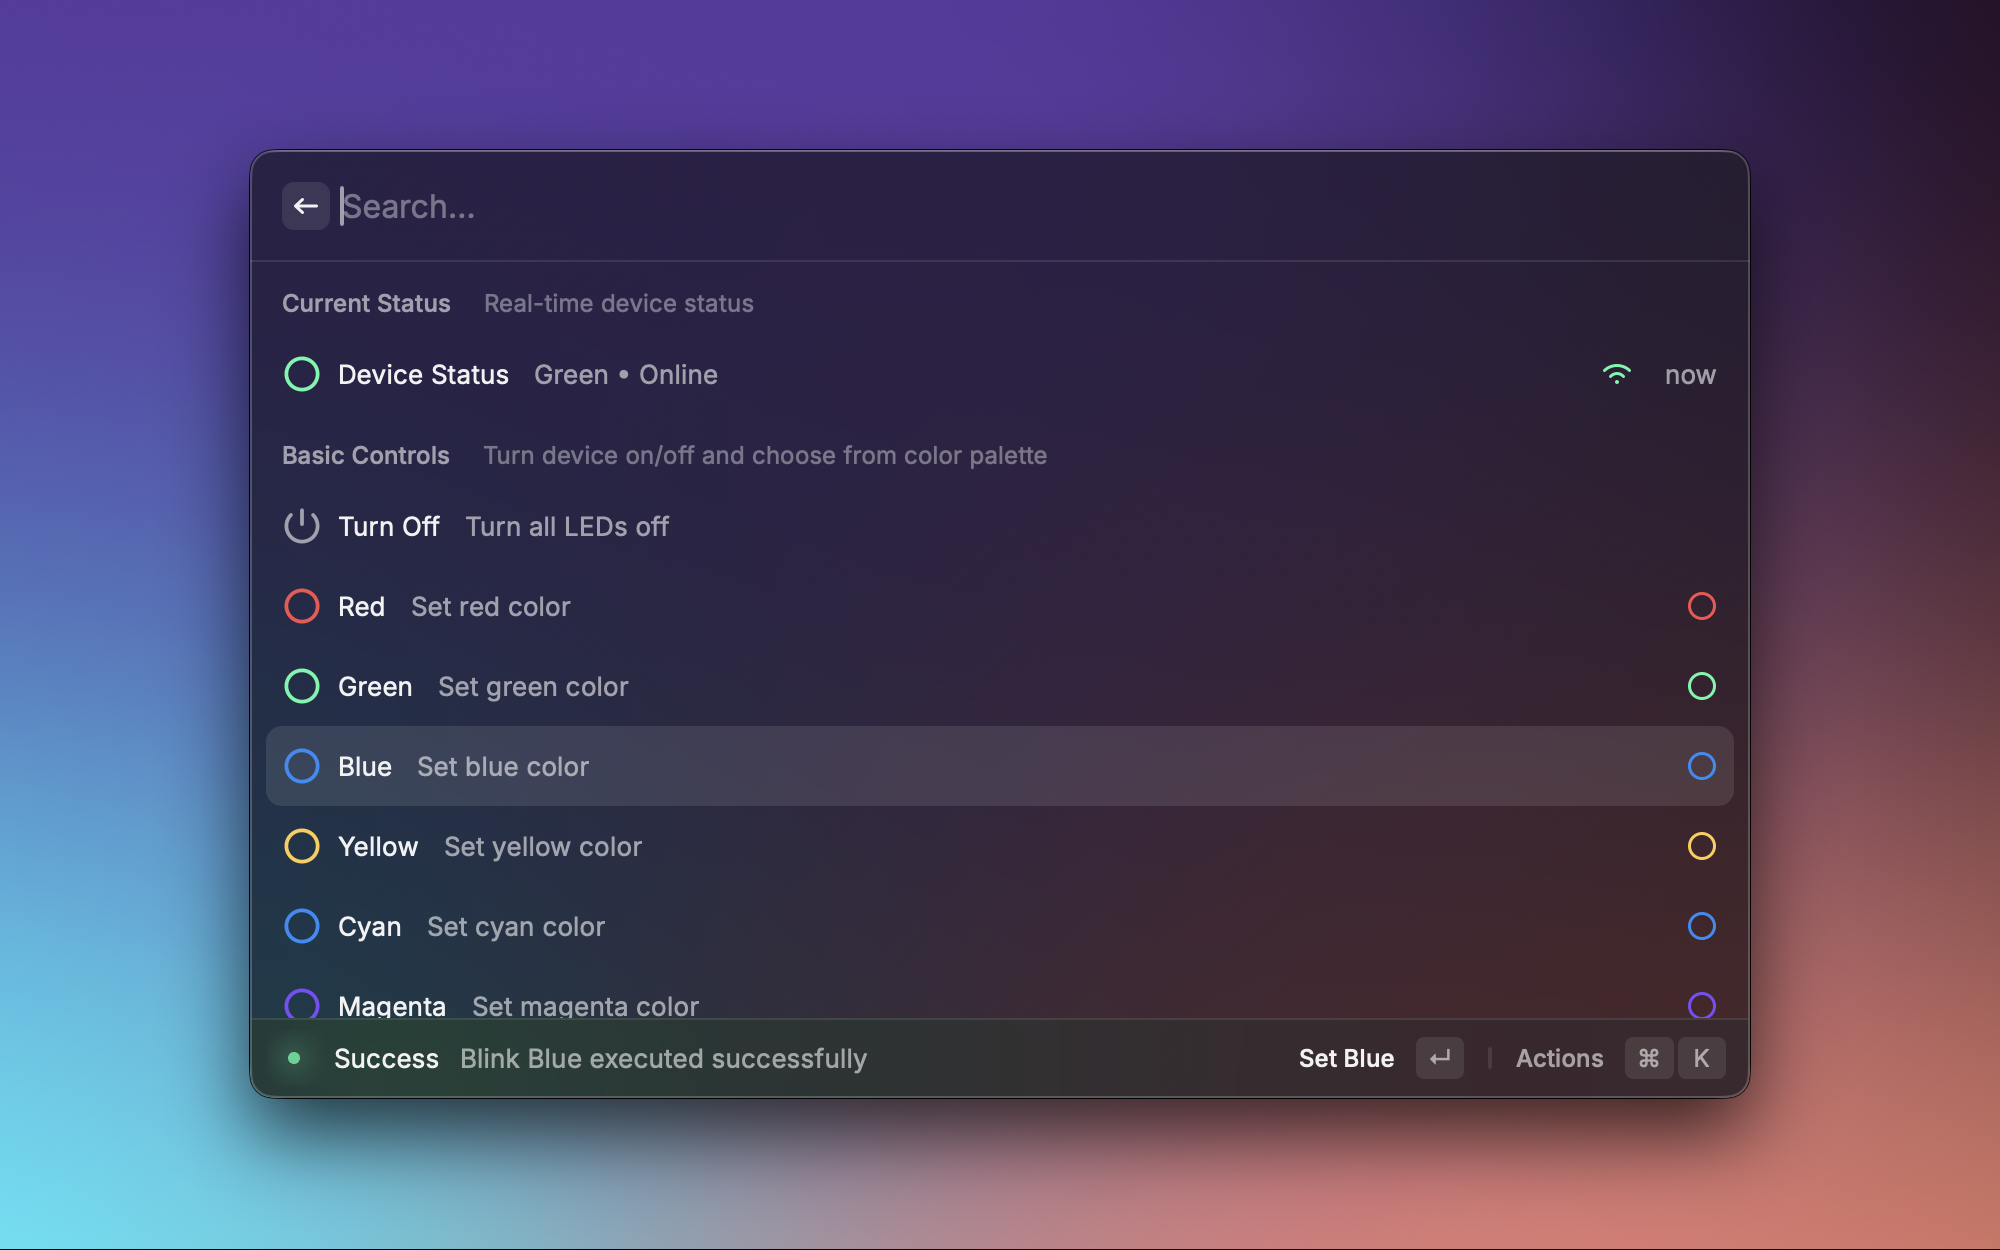 Search...
Current Status Real-time device status
Device Status Green • Online now
Basic Controls Turn device on/off and choose from color palette
Turn Off Turn all LEDs off
Red Set red color
Green Set green color
Blue Set blue color
Yellow Set yellow color
Cyan Set cyan color
Magenta Set magenta color
Success Blink Blue executed successfully Set Blue ↵ Actions ⌘ K